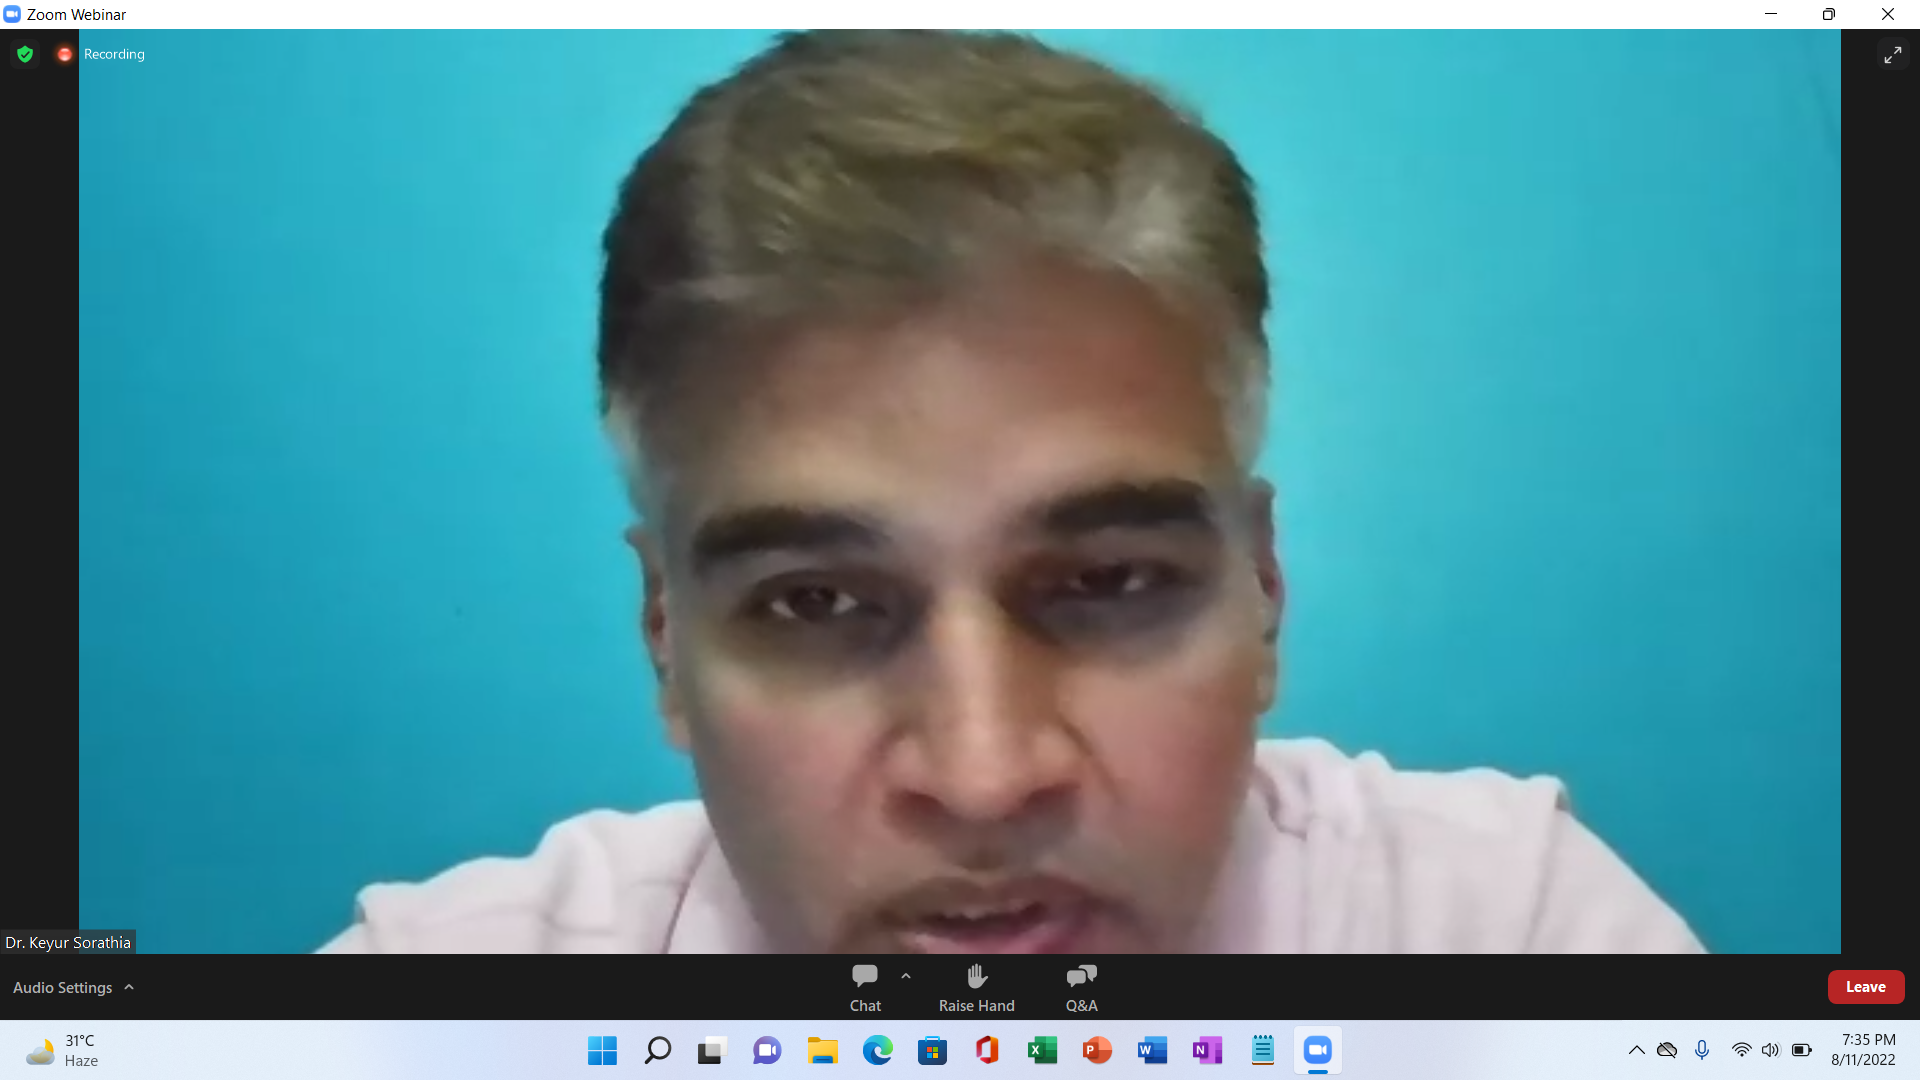 Zoom Webinar
Recording
Dr. Keyur Sorathia
Audio Settings
Chat
Raise Hand
Q&A
Leave
31°C
Haze
7:35 PM
8/11/2022